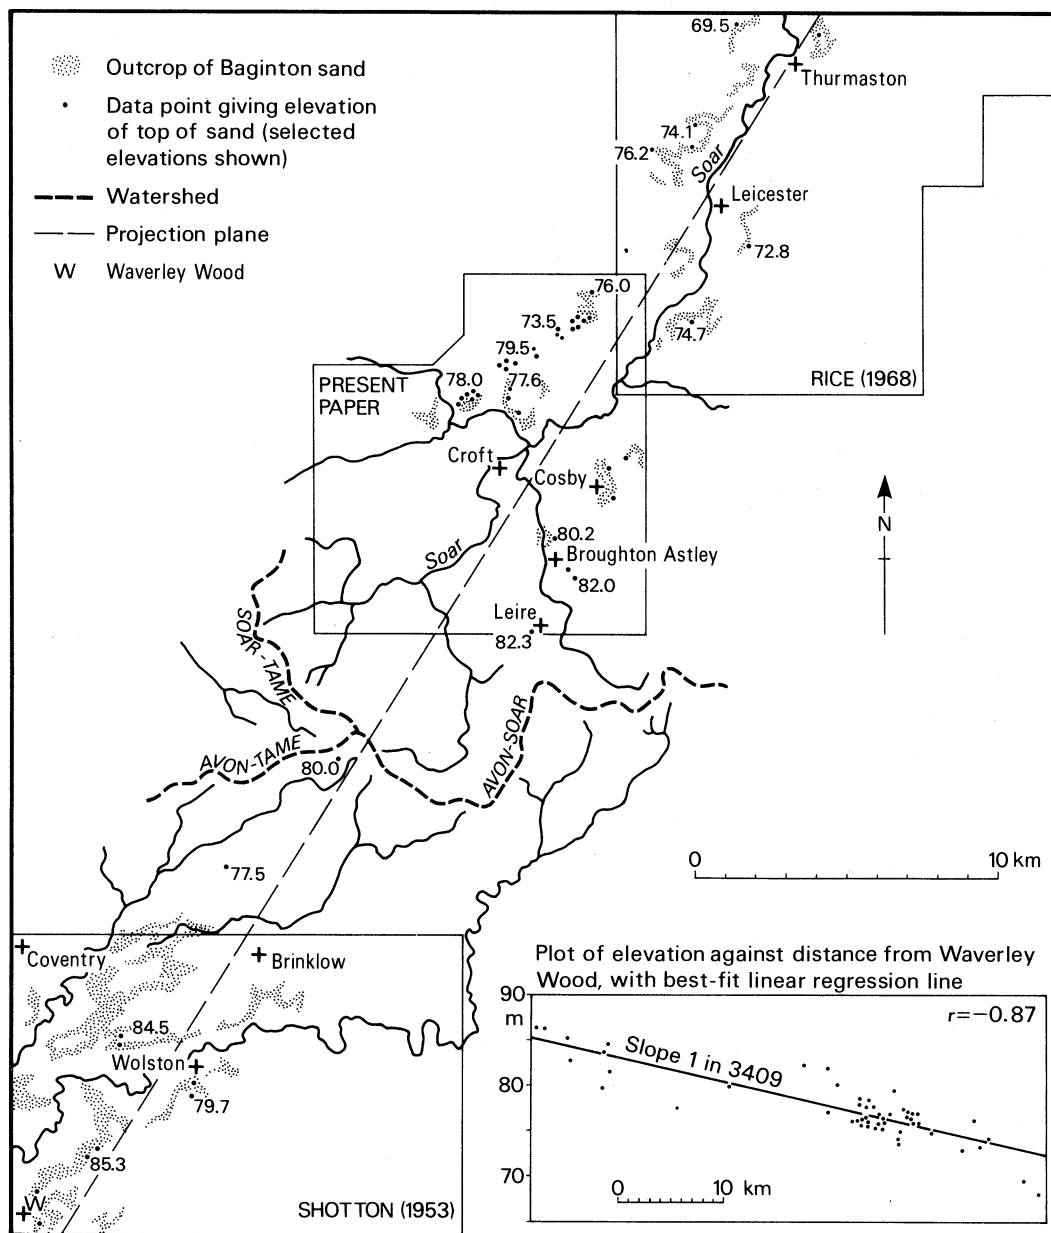 Outcrop of Baginton sand
Data point giving elevation
of top of sand (selected
elevations shown)
Watershed
Projection plane
W Waverley Wood
69.5
Thurmaston
74.1
76.2
Soar
Leicester
72.8
76.0
73.5
74.7
79.5
78.0
77.6
PRESENT
PAPER
RICE (1968)
Croft
Cosby
N
80.2
Broughton Astley
Soar
82.0
Leire
82.3
SOAR-TAME
AVON-TAME
AVON-SOAR
80.0
77.5
0 10 km
Coventry
Brinklow
84.5
Wolston
79.7
85.3
W
SHOTTON (1953)
Plot of elevation against distance from Waverley
Wood, with best-fit linear regression line
90
m
r=−0.87
Slope 1 in 3409
80
70
0 10 km